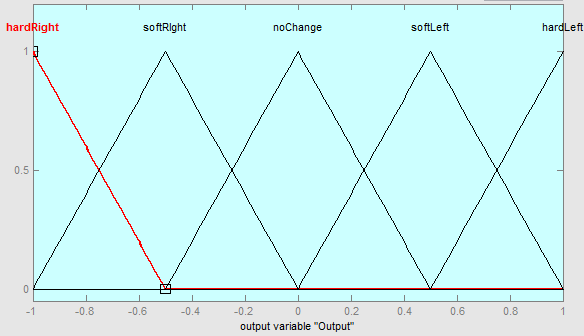 hardRight softRIght noChange softLeft hardLeft
1
0.5
0
-1 -0.8 -0.6 -0.4 -0.2 0 0.2 0.4 0.6 0.8 1
output variable "Output"